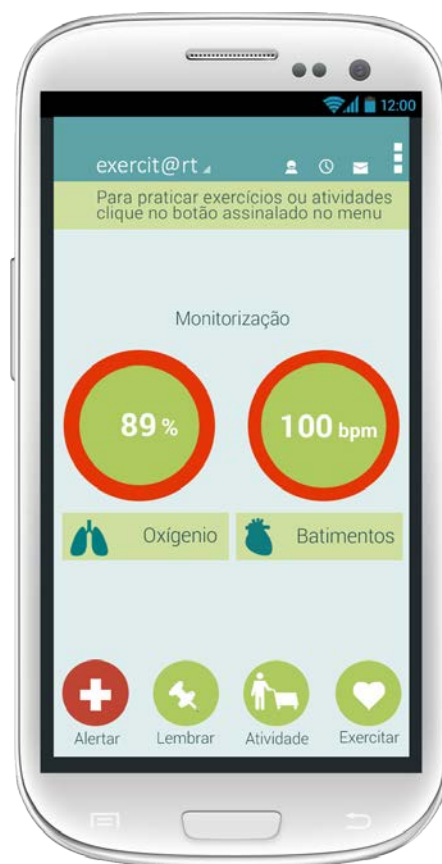 12:00
exercit@rt
Para praticar exercícios ou atividades
clique no botão assinalado no menu
Monitorização
89 %
100 bpm
Oxígenio
Batimentos
Alertar
Lembrar
Atividade
Exercitar